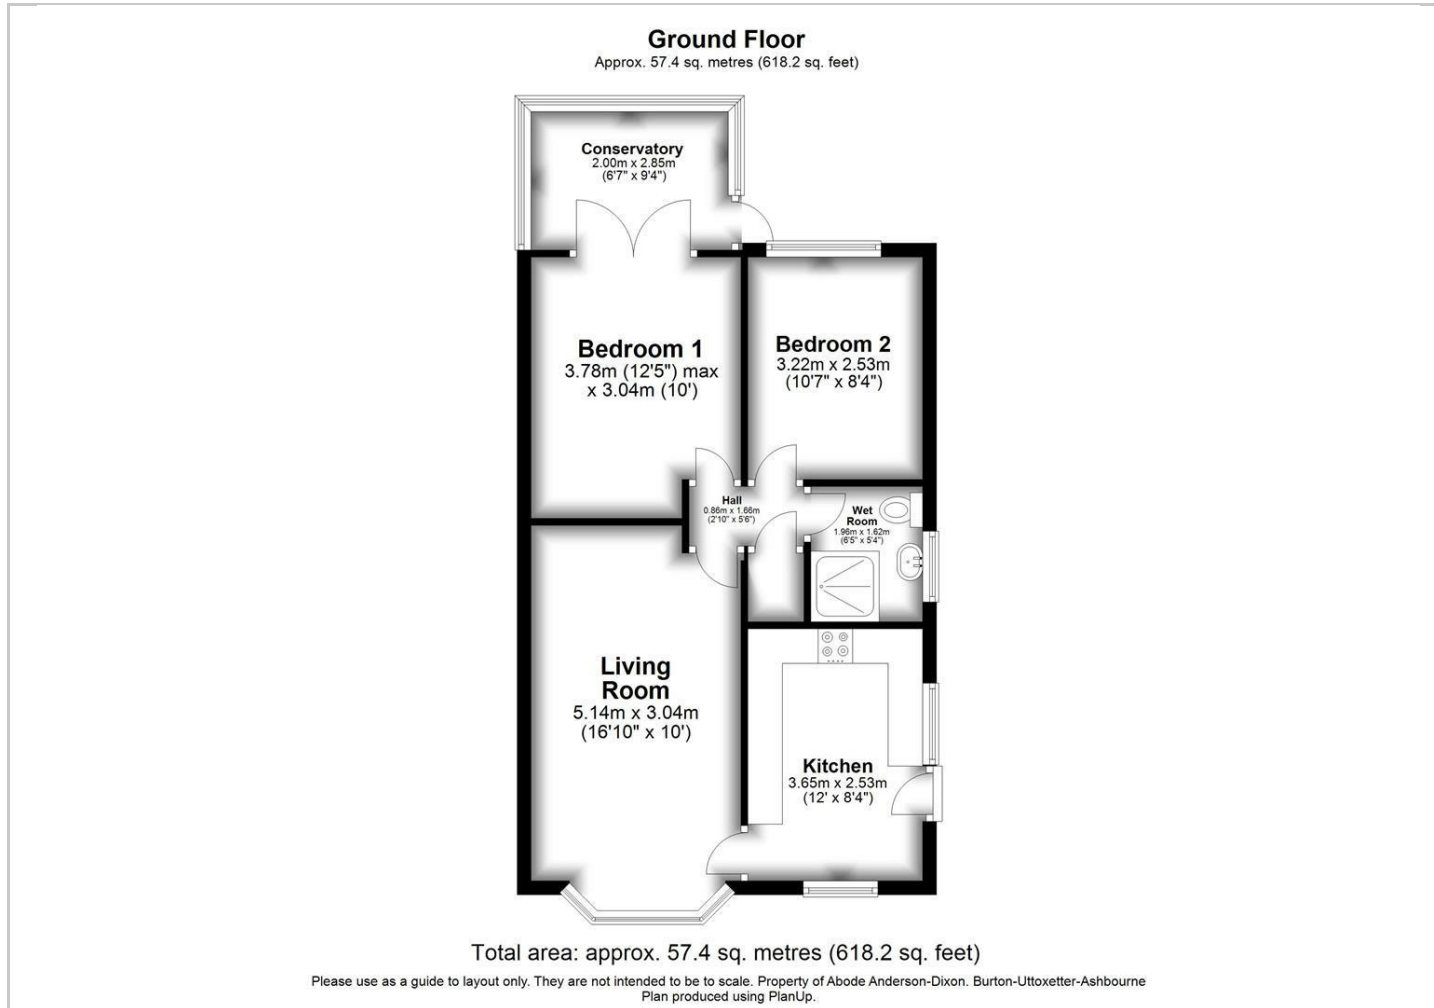 Ground Floor
Approx. 57.4 sq. metres (618.2 sq. feet)
Conservatory
2.00m x 2.85m
(6'7" x 9'4")
Bedroom 1
3.78m (12'5") max
x 3.04m (10')
Bedroom 2
3.22m x 2.53m
(10'7" x 8'4")
Hall
0.86m x 1.66m
(2'10" x 5'6")
Wet
Room
1.96m x 1.62m
(6'5" x 5'4")
Living
Room
5.14m x 3.04m
(16'10" x 10')
Kitchen
3.65m x 2.53m
(12' x 8'4")
Total area: approx. 57.4 sq. metres (618.2 sq. feet)
Please use as a guide to layout only. They are not intended to be to scale. Property of Abode Anderson-Dixon. Burton-Uttoxetter-Ashbourne
Plan produced using PlanUp.